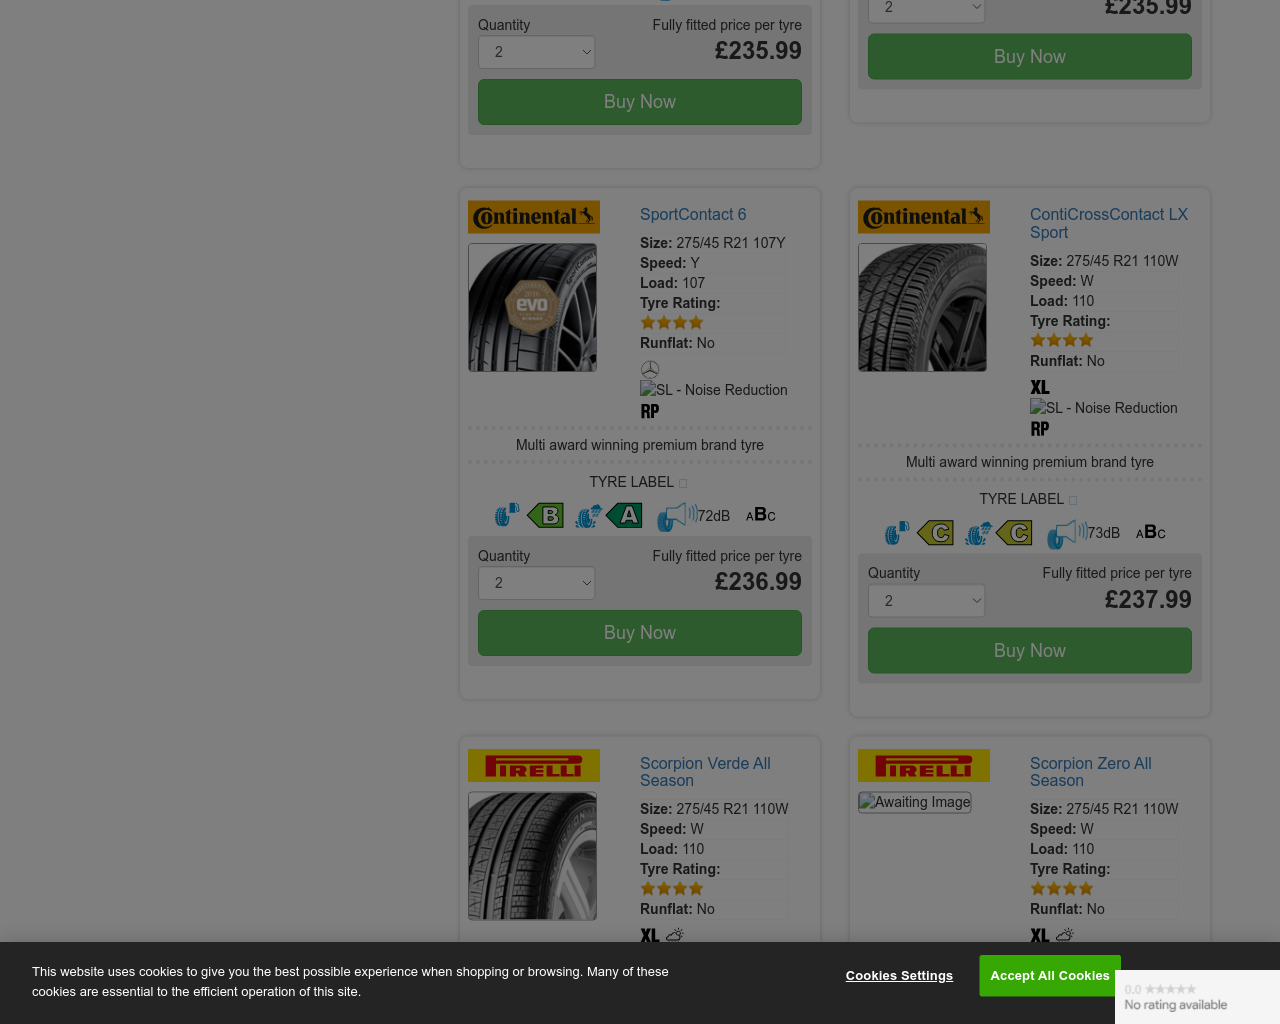 Quantity
Fully fitted price per tyre
2
£235.99
Buy Now
2
£235.99
Buy Now
Continental
SportContact 6
Size: 275/45 R21 107Y
Speed: Y
Load: 107
Tyre Rating:
evo
Runflat: No
SL - Noise Reduction
RP
Multi award winning premium brand tyre
TYRE LABEL
B A 72dB ABC
Quantity
Fully fitted price per tyre
2
£236.99
Buy Now
Continental
ContiCrossContact LX
Sport
Size: 275/45 R21 110W
Speed: W
Load: 110
Tyre Rating:
Runflat: No
XL
SL - Noise Reduction
RP
Multi award winning premium brand tyre
TYRE LABEL
C C 73dB ABC
Quantity
Fully fitted price per tyre
2
£237.99
Buy Now
PIRELLI
Scorpion Verde All
Season
Size: 275/45 R21 110W
Speed: W
Load: 110
Tyre Rating:
Runflat: No
XL
PIRELLI
Scorpion Zero All
Season
Awaiting Image
Size: 275/45 R21 110W
Speed: W
Load: 110
Tyre Rating:
Runflat: No
XL
This website uses cookies to give you the best possible experience when shopping or browsing. Many of these
cookies are essential to the efficient operation of this site.
Cookies Settings
Accept All Cookies
0.0
No rating available